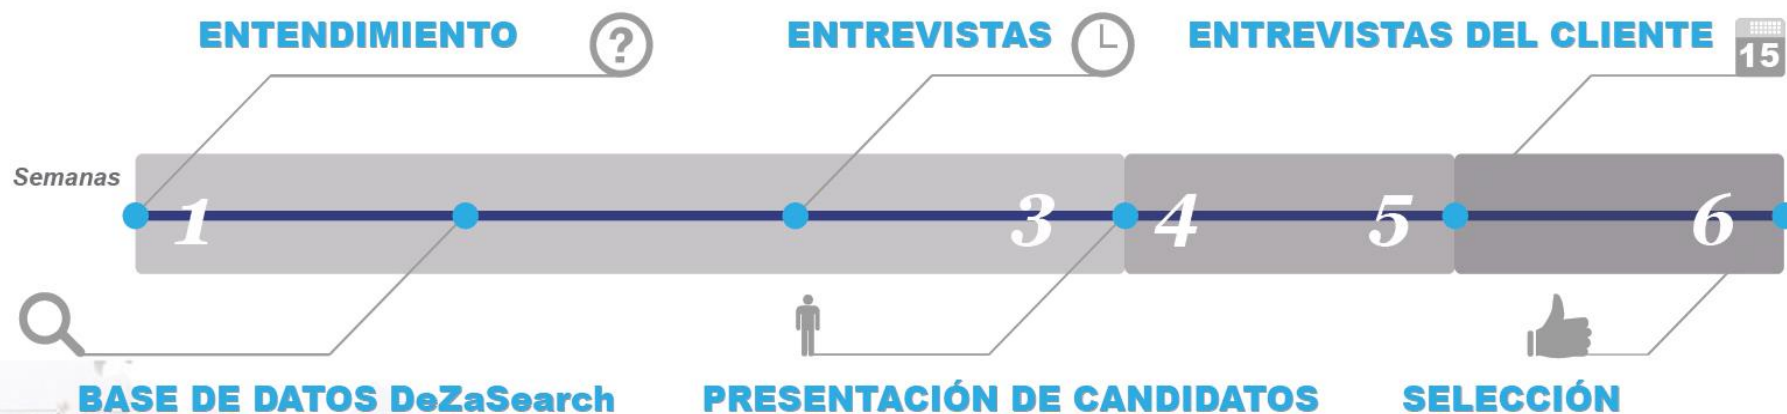 ENTENDIMIENTO
?
ENTREVISTAS
ENTREVISTAS DEL CLIENTE
15
Semanas
1
3
4
5
6
BASE DE DATOS DeZaSearch
PRESENTACIÓN DE CANDIDATOS
SELECCIÓN